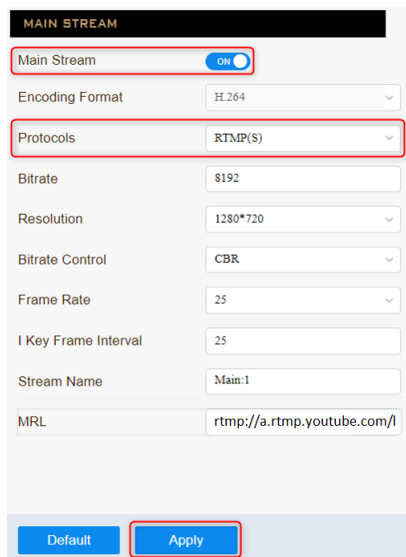 MAIN STREAM
Main Stream ON
Encoding Format H.264
Protocols RTMP(S)
Bitrate 8192
Resolution 1280*720
Bitrate Control CBR
Frame Rate 25
I Key Frame Interval 25
Stream Name Main:1
MRL rtmp://a.rtmp.youtube.com/l
Default Apply